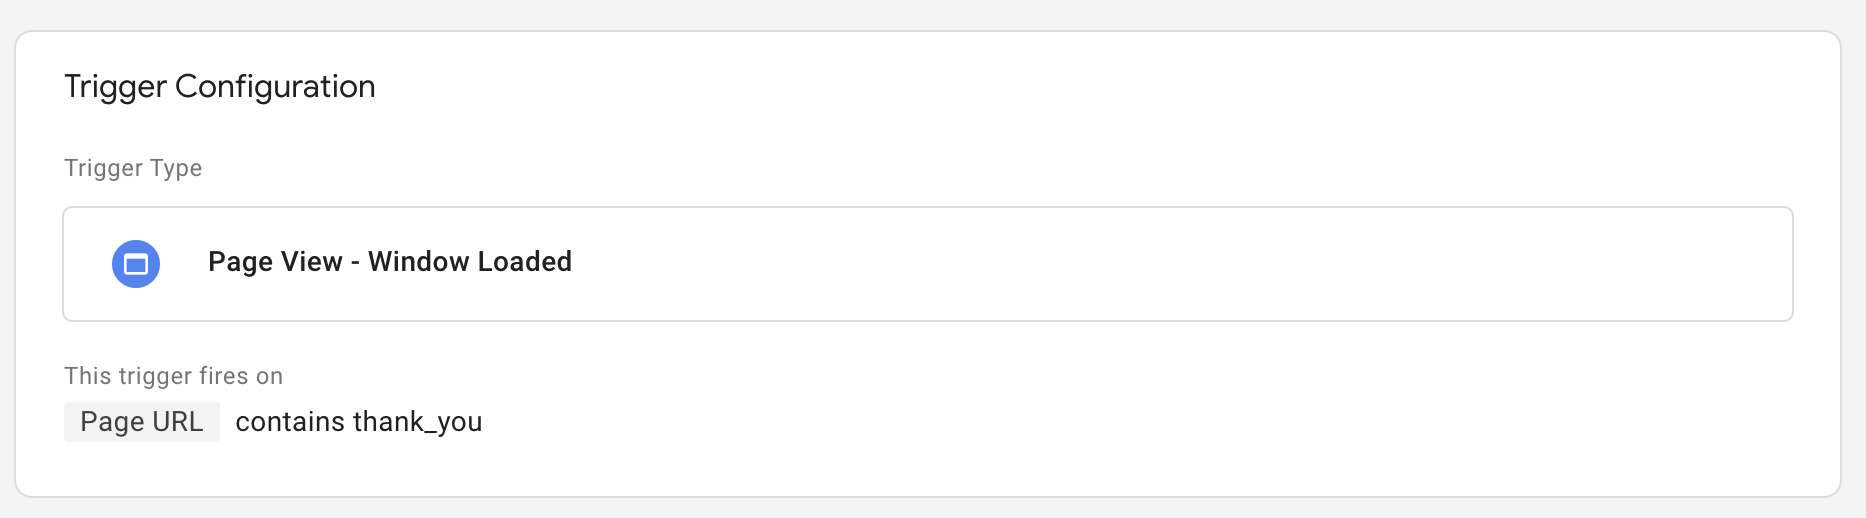 Trigger Configuration
Trigger Type
Page View - Window Loaded
This trigger fires on
Page URL contains thank_you